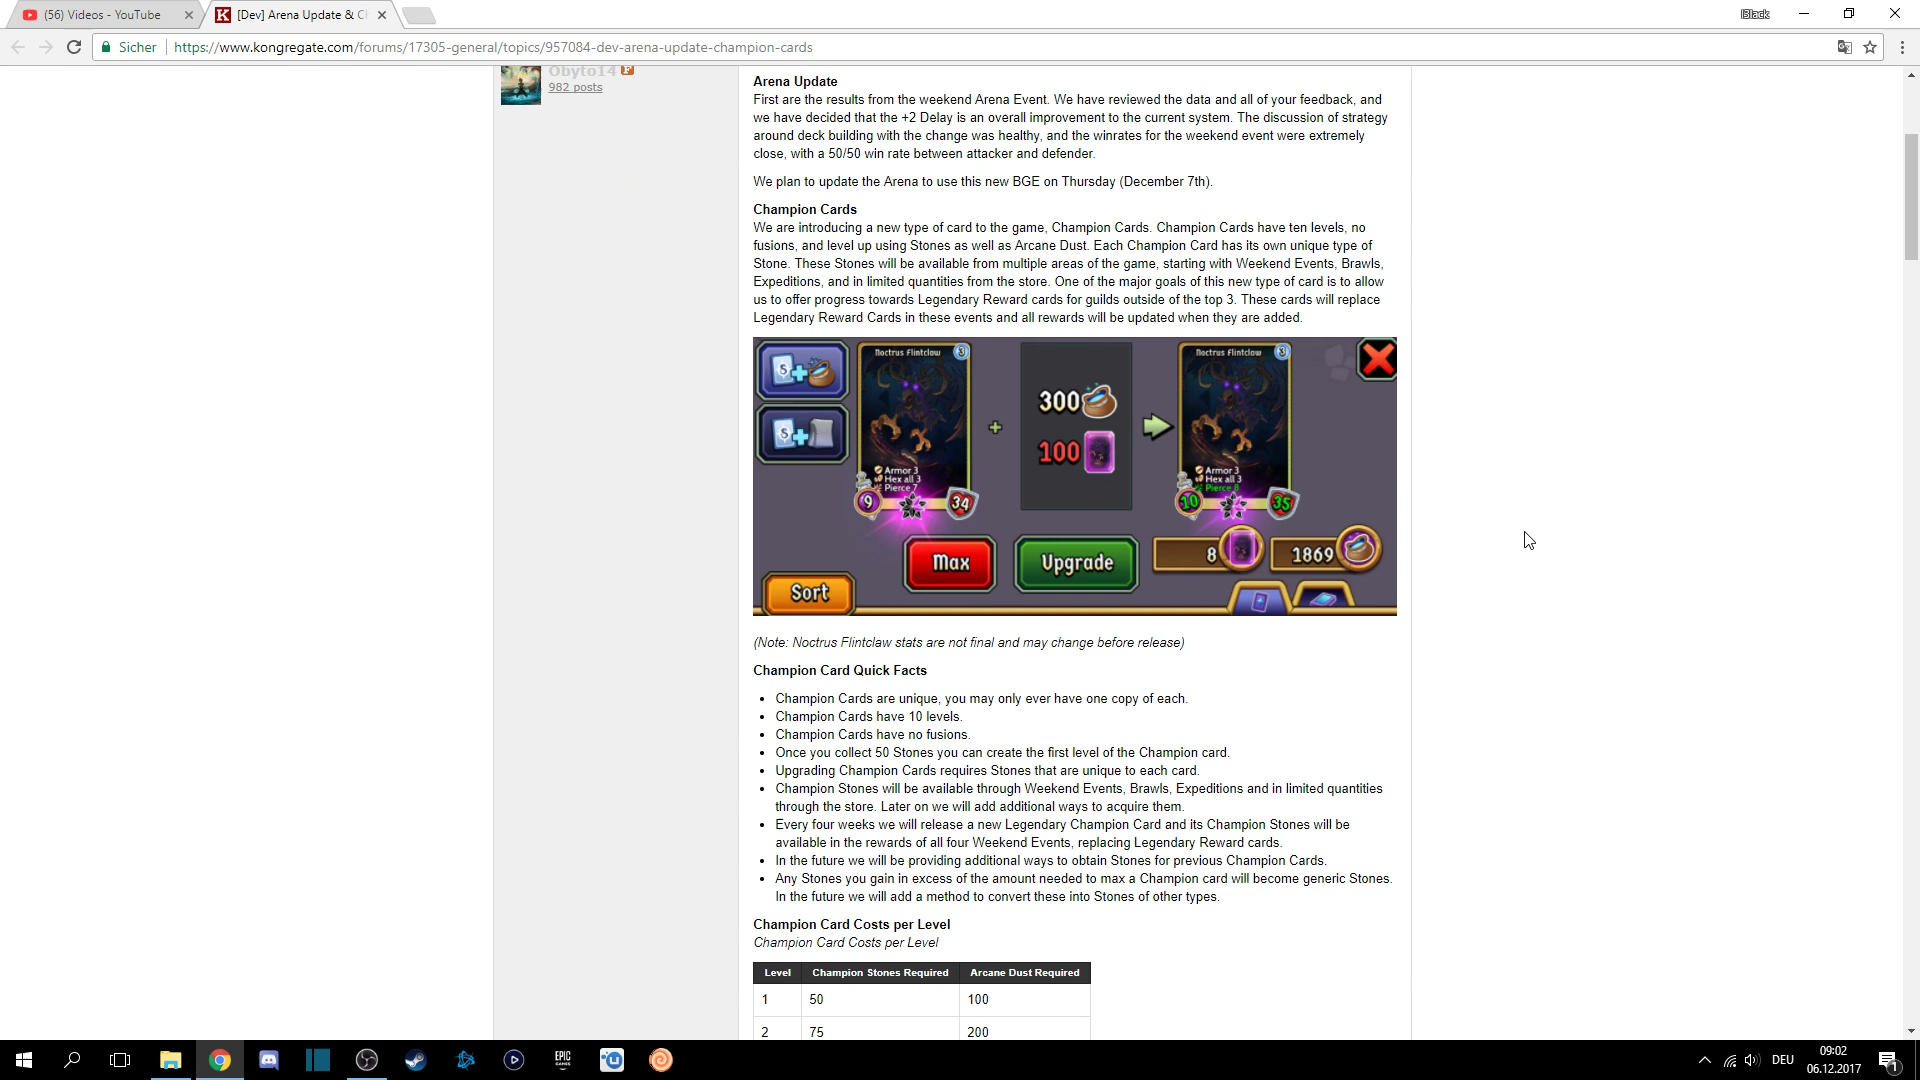 (56) Videos - YouTube
[Dev] Arena Update & Ch
Black
Sicher
https://www.kongregate.com/forums/17305-general/topics/957084-dev-arena-update-champion-cards
Obyto14
982 posts
Arena Update
First are the results from the weekend Arena Event. We have reviewed the data and all of your feedback, and
we have decided that the +2 Delay is an overall improvement to the current system. The discussion of strategy
around deck building with the change was healthy, and the winrates for the weekend event were extremely
close, with a 50/50 win rate between attacker and defender.
We plan to update the Arena to use this new BGE on Thursday (December 7th).
Champion Cards
We are introducing a new type of card to the game, Champion Cards. Champion Cards have ten levels, no
fusions, and level up using Stones as well as Arcane Dust. Each Champion Card has its own unique type of
Stone. These Stones will be available from multiple areas of the game, starting with Weekend Events, Brawls,
Expeditions, and in limited quantities from the store. One of the major goals of this new type of card is to allow
us to offer progress towards Legendary Reward cards for guilds outside of the top 3. These cards will replace
Legendary Reward Cards in these events and all rewards will be updated when they are added.
Noctrus Flintclaw 3
Armor 3
Hex all 3
Pierce 7
9
34
300
100
Noctrus Flintclaw 3
Armor 3
Hex all 3
Pierce 8
10
35
Max
Upgrade
8
1869
Sort
(Note: Noctrus Flintclaw stats are not final and may change before release)
Champion Card Quick Facts
• Champion Cards are unique, you may only ever have one copy of each.
• Champion Cards have 10 levels.
• Champion Cards have no fusions.
• Once you collect 50 Stones you can create the first level of the Champion card.
• Upgrading Champion Cards requires Stones that are unique to each card.
• Champion Stones will be available through Weekend Events, Brawls, Expeditions and in limited quantities
through the store. Later on we will add additional ways to acquire them.
• Every four weeks we will release a new Legendary Champion Card and its Champion Stones will be
available in the rewards of all four Weekend Events, replacing Legendary Reward cards.
• In the future we will be providing additional ways to obtain Stones for previous Champion Cards.
• Any Stones you gain in excess of the amount needed to max a Champion card will become generic Stones.
In the future we will add a method to convert these into Stones of other types.
Champion Card Costs per Level
Champion Card Costs per Level
Level Champion Stones Required Arcane Dust Required
1 50 100
2 75 200
EPIC GAMES
DEU
09:02
06.12.2017
1